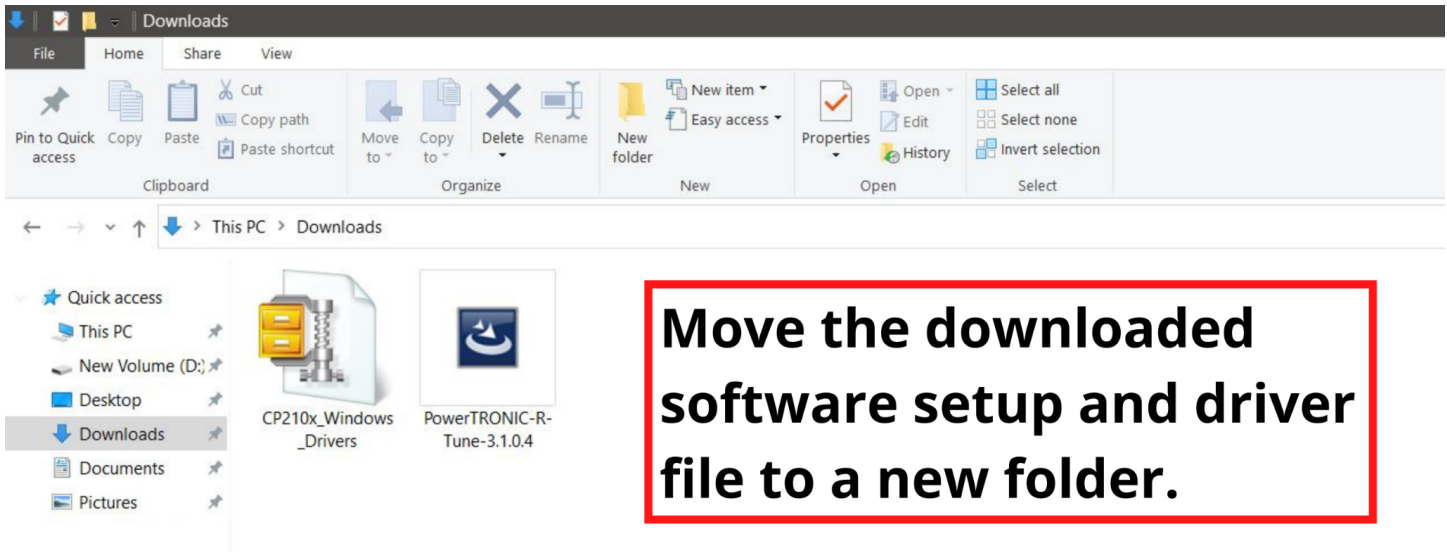 Downloads
File Home Share View
Pin to Quick access
Copy
Paste
Cut
Copy path
Paste shortcut
Clipboard
Move to
Copy to
Delete
Rename
Organize
New folder
New item
Easy access
New
Properties
Open
Edit
History
Open
Select all
Select none
Invert selection
Select
This PC > Downloads
Quick access
This PC
New Volume (D:)
Desktop
Downloads
Documents
Pictures
CP210x_Windows
_Drivers
PowerTRONIC-R-
Tune-3.1.0.4
Move the downloaded
software setup and driver
file to a new folder.